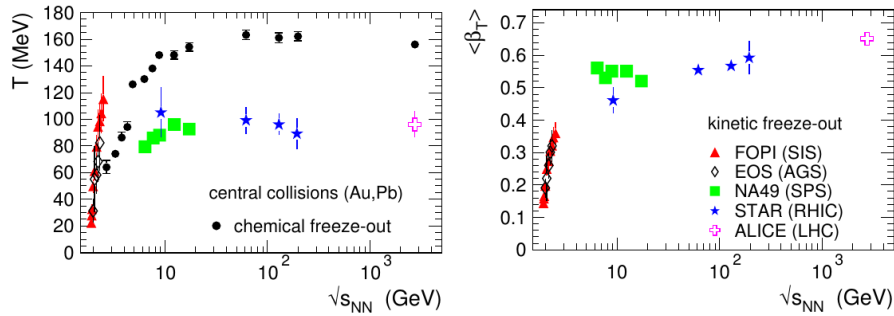 T (MeV)
180
160
140
120
100
80
60
40
20
0
central collisions (Au,Pb)
chemical freeze-out
10
10²
10³
√sNN (GeV)
<βT>
0.7
0.6
0.5
0.4
0.3
0.2
0.1
0
kinetic freeze-out
FOPI (SIS)
EOS (AGS)
NA49 (SPS)
STAR (RHIC)
ALICE (LHC)
10
10²
10³
√sNN (GeV)